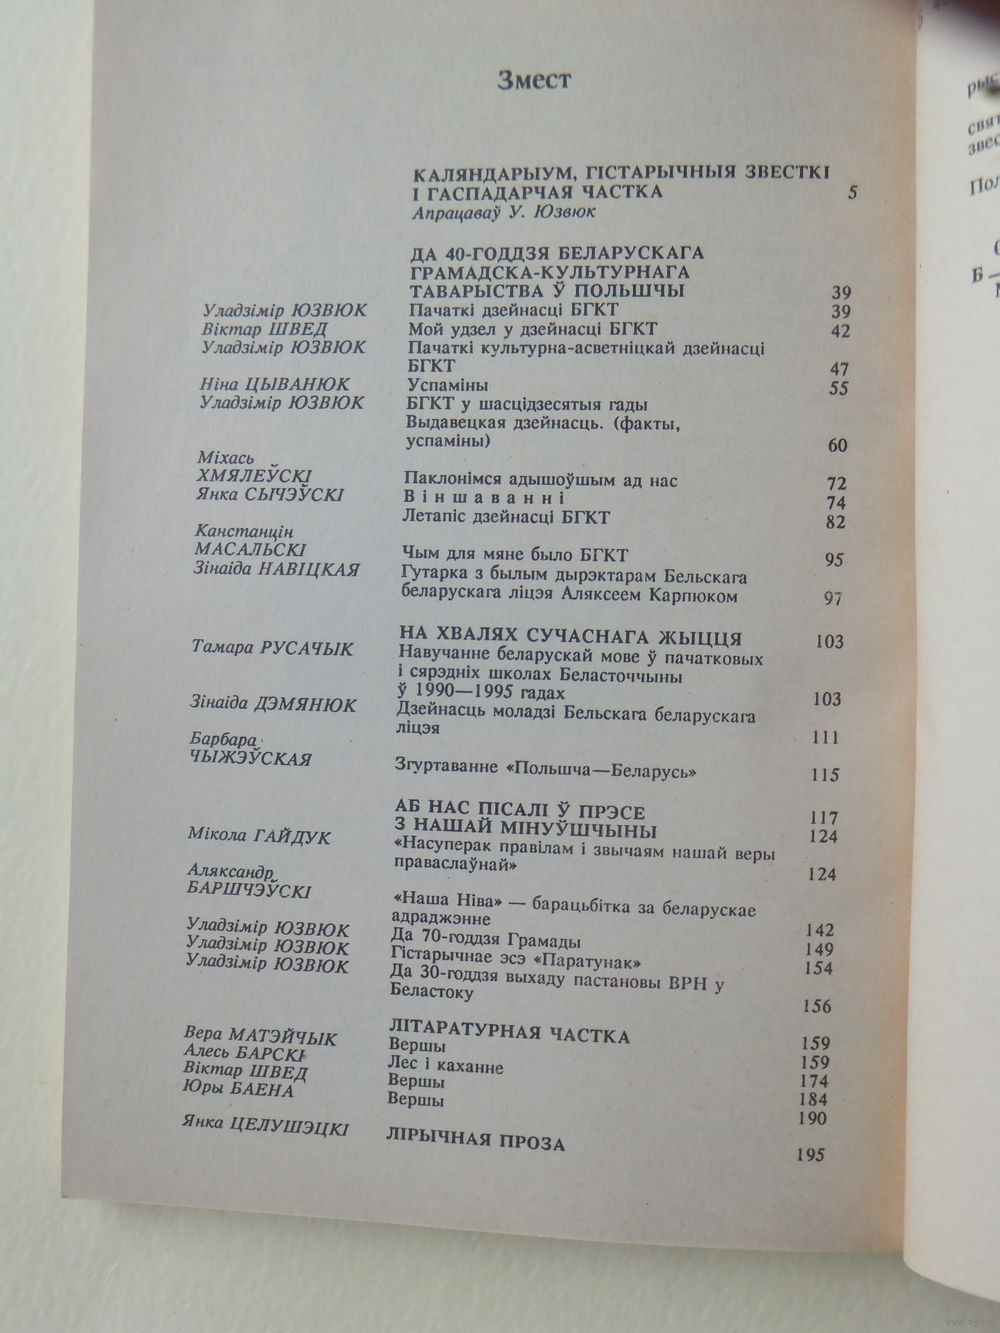 Змест
КАЛЯНДАРЫУМ, ГІСТАРЫЧНЫЯ ЗВЕСТКІ
І ГАСПАДАРЧАЯ ЧАСТКА 5
Апрацаваў У. Юзвюк
ДА 40-ГОДДЗЯ БЕЛАРУСКАГА
ГРАМАДСКА-КУЛЬТУРНАГА
ТАВАРЫСТВА Ў ПОЛЬШЧЫ 39
Уладзімір ЮЗВЮК Пачаткі дзейнасці БГКТ 39
Віктар ШВЕД Мой удзел у дзейнасці БГКТ 42
Уладзімір ЮЗВЮК Пачаткі культурна-асветніцкай дзейнасці
БГКТ 47
Ніна ЦЫВАНЮК Успаміны 55
Уладзімір ЮЗВЮК БГКТ у шасцідзесятыя гады
Выдавецкая дзейнасць. (факты,
успаміны) 60
Міхась
ХМЯЛЕЎСКІ Паклонімся адышоўшым ад нас 72
Янка СЫЧЭЎСКІ Віншаванні 74
Летапіс дзейнасці БГКТ 82
Канстанцін
МАСАЛЬСКІ Чым для мяне было БГКТ 95
Зінаіда НАВІЦКАЯ Гутарка з былым дырэктарам Бельскага
беларускага ліцэя Аляксеем Карпюком 97
НА ХВАЛЯХ СУЧАСНАГА ЖЫЦЦЯ 103
Тамара РУСАЧЫК Навучанне беларускай мове ў пачатковых
і сярэдніх школах Беласточчыны
ў 1990—1995 гадах 103
Зінаіда ДЭМЯНЮК Дзейнасць моладзі Бельскага беларускага
ліцэя 111
Барбара
ЧЫЖЭЎСКАЯ Згуртаванне «Польшча—Беларусь» 115
АБ НАС ПІСАЛІ Ў ПРЭСЕ 117
З НАШАЙ МІНУЎШЧЫНЫ 124
Мікола ГАЙДУК «Насуперак правілам і звычаям нашай веры
праваслаўнай» 124
Аляксандр
БАРШЧЭЎСКІ «Наша Ніва» — барацьбітка за беларускае
адраджэнне 142
Уладзімір ЮЗВЮК Да 70-годдзя Грамады 149
Уладзімір ЮЗВЮК Гістарычнае эсэ «Паратунак» 154
Уладзімір ЮЗВЮК Да 30-годдзя выхаду пастановы ВРН у
Беластоку 156
ЛІТАРАТУРНАЯ ЧАСТКА 159
Вера МАТЭЙЧЫК Вершы 159
Алесь БАРСКІ Лес і каханне 174
Віктар ШВЕД Вершы 184
Юры БАЕНА Вершы 190
Янка ЦЕЛУШЭЦКІ ЛІРЫЧНАЯ ПРОЗА 195
www.ay.by